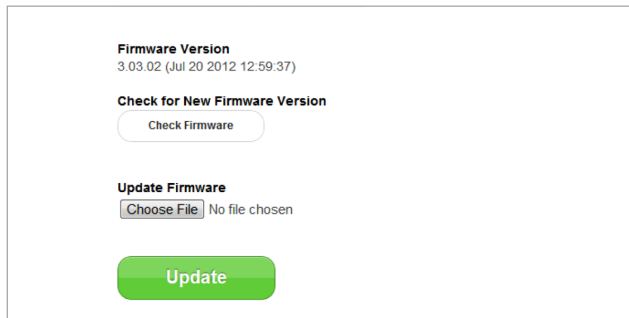 Firmware Version
3.03.02 (Jul 20 2012 12:59:37)
Check for New Firmware Version
Check Firmware
Update Firmware
Choose File No file chosen
Update